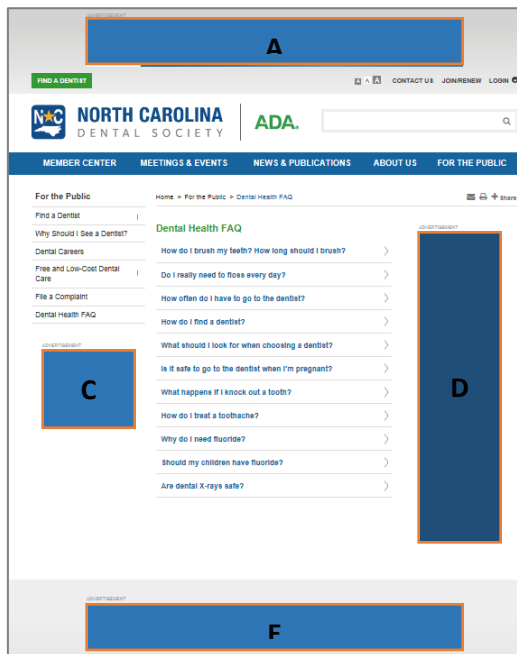 ADVERTISEMENT
A
FIND A DENTIST
A A A CONTACT US JOIN/RENEW LOGIN
NC
NORTH CAROLINA
DENTAL SOCIETY
ADA.
MEMBER CENTER MEETINGS & EVENTS NEWS & PUBLICATIONS ABOUT US FOR THE PUBLIC
For the Public
Find a Dentist
Why Should I See a Dentist?
Dental Careers
Free and Low-Cost Dental
Care
File a Complaint
Dental Health FAQ
ADVERTISEMENT
C
Home > For the Public > Dental Health FAQ
Share
Dental Health FAQ
How do I brush my teeth? How long should I brush?
Do I really need to floss every day?
How often do I have to go to the dentist?
How do I find a dentist?
What should I look for when choosing a dentist?
Is it safe to go to the dentist when I'm pregnant?
What happens if I knock out a tooth?
How do I treat a toothache?
Why do I need fluoride?
Should my children have fluoride?
Are dental X-rays safe?
ADVERTISEMENT
D
ADVERTISEMENT